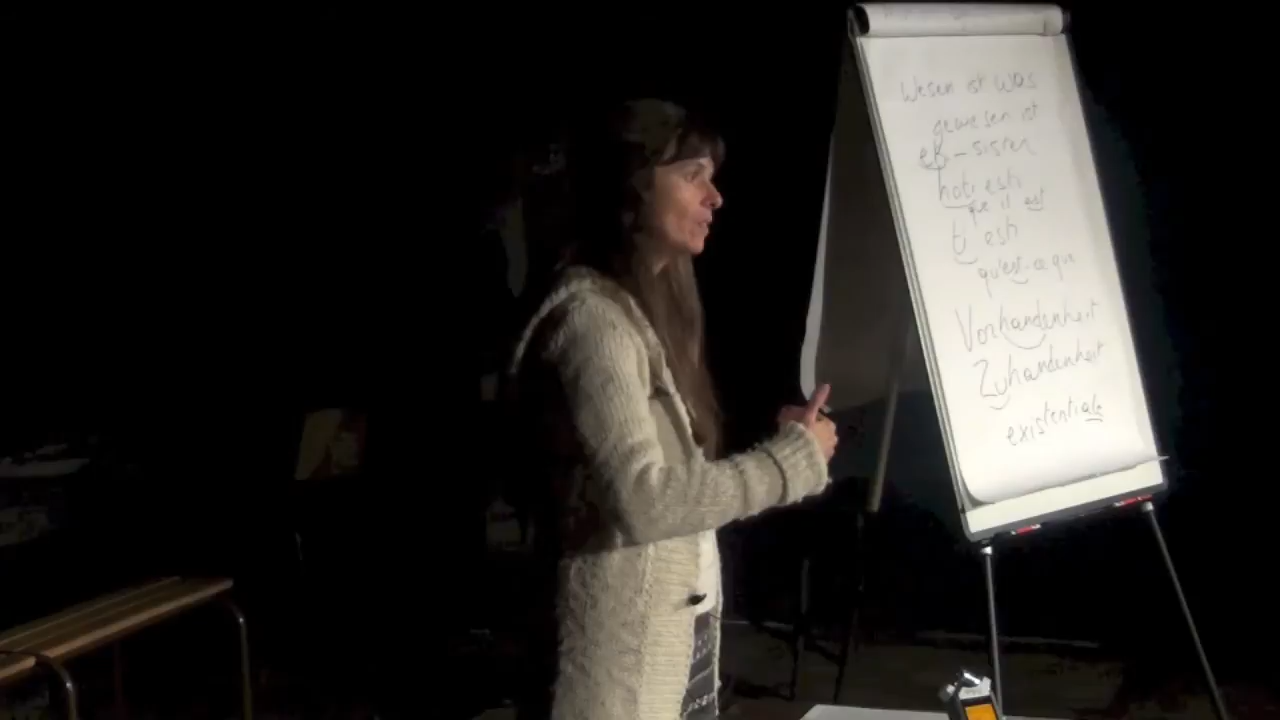 Wesen ist was
gewesen ist
ek-sisten
hoti esti
que il est
ti esti
qu'est-ce que
Vorhandenheit
Zuhandenheit
existentiale